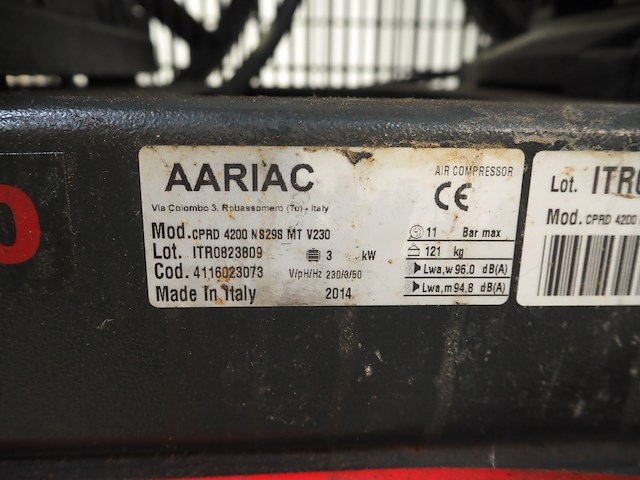 AARIAC
AIR COMPRESSOR
CE
Via Colombo 3, Robassomero (To) - Italy
Mod. CPRD 4200 NS29S MT V230
11 Bar max
Lot. ITR0823809
3 kW
121 kg
Cod. 4116023073
V/pH/Hz 230/3/50
Lwa,w 96.0 dB(A)
Made In Italy
2014
Lwa,m 94.8 dB(A)
Lot. ITR0
Mod. CPRD 4200